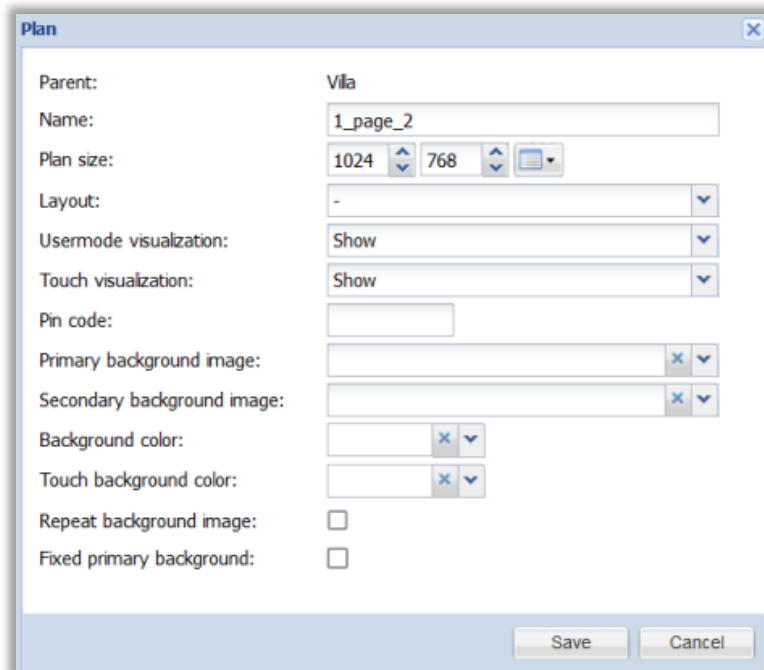 Plan
Parent: Villa
Name: 1_page_2
Plan size: 1024 768
Layout: -
Usermode visualization: Show
Touch visualization: Show
Pin code:
Primary background image:
Secondary background image:
Background color:
Touch background color:
Repeat background image:
Fixed primary background:
Save Cancel